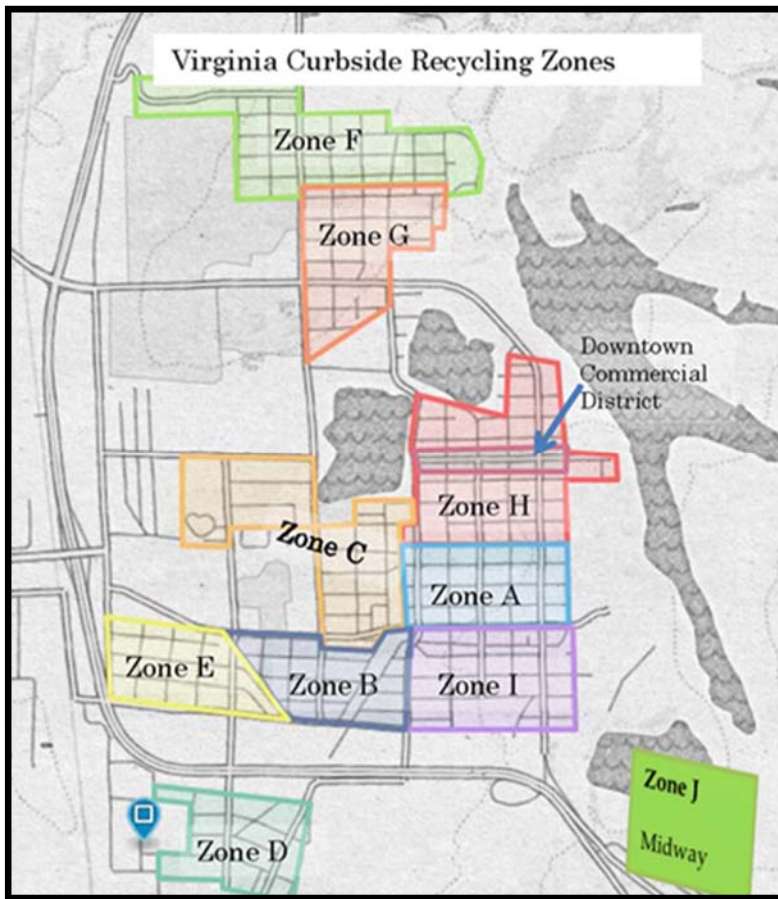 Virginia Curbside Recycling Zones
Zone F
Zone G
Downtown
Commercial
District
Zone H
Zone C
Zone A
Zone E
Zone B
Zone I
Zone J
Midway
Zone D